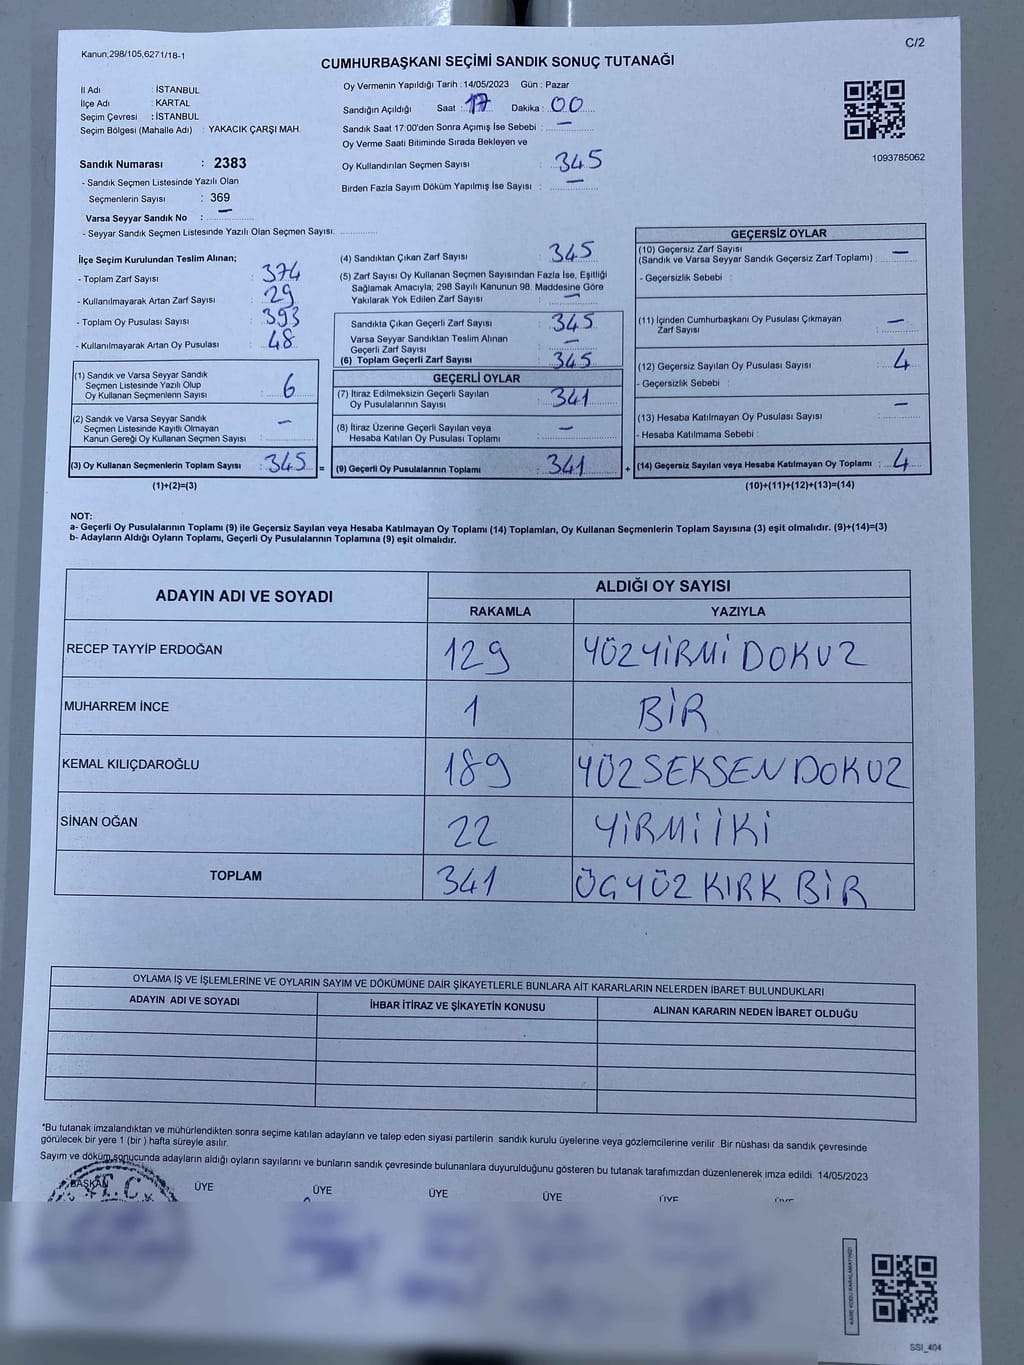 Kanun.298/105,6271/18-1
C/2
CUMHURBAŞKANI SEÇİMİ SANDIK SONUÇ TUTANAĞI
İl Adı : İSTANBUL
İlçe Adı : KARTAL
Seçim Çevresi : İSTANBUL
Seçim Bölgesi (Mahalle Adı) : YAKACIK ÇARŞI MAH.
Sandık Numarası : 2383
- Sandık Seçmen Listesinde Yazılı Olan
Seçmenlerin Sayısı : 369
Varsa Seyyar Sandık No : —
- Seyyar Sandık Seçmen Listesinde Yazılı Olan Seçmen Sayısı:
Oy Vermenin Yapıldığı Tarih :14/05/2023 Gün : Pazar
Sandığın Açıldığı Saat : 17 Dakika : 00
Sandık Saat 17:00'den Sonra Açımış İse Sebebi : —
Oy Verme Saati Bitiminde Sırada Bekleyen ve
Oy Kullandırılan Seçmen Sayısı : 345
Birden Fazla Sayım Döküm Yapılmış İse Sayısı : —
1093785062
İlçe Seçim Kurulundan Teslim Alınan;
- Toplam Zarf Sayısı : 374
- Kullanılmayarak Artan Zarf Sayısı : 29
- Toplam Oy Pusulası Sayısı : 393
- Kullanılmayarak Artan Oy Pusulası : 48
(1) Sandık ve Varsa Seyyar Sandık
Seçmen Listesinde Yazılı Olup
Oy Kullanan Seçmenlerin Sayısı : 6
(2) Sandık ve Varsa Seyyar Sandık
Seçmen Listesinde Kayıtlı Olmayan
Kanun Gereği Oy Kullanan Seçmen Sayısı : —
(3) Oy Kullanan Seçmenlerin Toplam Sayısı : 345 =
(1)+(2)=(3)
(4) Sandıktan Çıkan Zarf Sayısı : 345
(5) Zarf Sayısı Oy Kullanan Seçmen Sayısından Fazla İse, Eşitliği
Sağlamak Amacıyla; 298 Sayılı Kanunun 98. Maddesine Göre
Yakılarak Yok Edilen Zarf Sayısı : —
Sandıkta Çıkan Geçerli Zarf Sayısı : 345
Varsa Seyyar Sandıktan Teslim Alınan
Geçerli Zarf Sayısı : —
(6) Toplam Geçerli Zarf Sayısı : 345
GEÇERLİ OYLAR
(7) İtiraz Edilmeksizin Geçerli Sayılan
Oy Pusulalarının Sayısı : 341
(8) İtiraz Üzerine Geçerli Sayılan veya
Hesaba Katılan Oy Pusulası Toplamı : —
(9) Geçerli Oy Pusulalarının Toplamı : 341 +
GEÇERSİZ OYLAR
(10) Geçersiz Zarf Sayısı
(Sandık ve Varsa Seyyar Sandık Geçersiz Zarf Toplamı) : —
- Geçersizlik Sebebi :
(11) İçinden Cumhurbaşkanı Oy Pusulası Çıkmayan
Zarf Sayısı : —
(12) Geçersiz Sayılan Oy Pusulası Sayısı : 4
- Geçersizlik Sebebi :
(13) Hesaba Katılmayan Oy Pusulası Sayısı : —
- Hesaba Katılmama Sebebi :
(14) Geçersiz Sayılan veya Hesaba Katılmayan Oy Toplamı : 4
(10)+(11)+(12)+(13)=(14)
NOT:
a- Geçerli Oy Pusulalarının Toplamı (9) ile Geçersiz Sayılan veya Hesaba Katılmayan Oy Toplamı (14) Toplamları, Oy Kullanan Seçmenlerin Toplam Sayısına (3) eşit olmalıdır. (9)+(14)=(3)
b- Adayların Aldığı Oyların Toplamı, Geçerli Oy Pusulalarının Toplamına (9) eşit olmalıdır.
ADAYIN ADI VE SOYADI
ALDIĞI OY SAYISI
RAKAMLA YAZIYLA
RECEP TAYYİP ERDOĞAN 129 YÜZ YİRMİ DOKUZ
MUHARREM İNCE 1 BİR
KEMAL KILIÇDAROĞLU 189 YÜZ SEKSEN DOKUZ
SİNAN OĞAN 22 YİRMİ İKİ
TOPLAM 341 ÜÇ YÜZ KIRK BİR
OYLAMA İŞ VE İŞLEMLERİNE VE OYLARIN SAYIM VE DÖKÜMÜNE DAİR ŞİKAYETLERLE BUNLARA AİT KARARLARIN NELERDEN İBARET BULUNDUKLARI
ADAYIN ADI VE SOYADI İHBAR İTİRAZ VE ŞİKAYETİN KONUSU ALINAN KARARIN NEDEN İBARET OLDUĞU
*Bu tutanak imzalandıktan ve mühürlendikten sonra seçime katılan adayların ve talep eden siyasi partilerin sandık kurulu üyelerine veya gözlemcilerine verilir .Bir nüshası da sandık çevresinde
görülecek bir yere 1 (bir ) hafta süreyle asılır.
Sayım ve döküm sonucunda adayların aldığı oyların sayılarını ve bunların sandık çevresinde bulunanlara duyurulduğunu gösteren bu tutanak tarafımızdan düzenlenerek imza edildi. 14/05/2023
BAŞKAN ÜYE ÜYE ÜYE ÜYE ÜYE ÜYE
T.C.
SSI_404